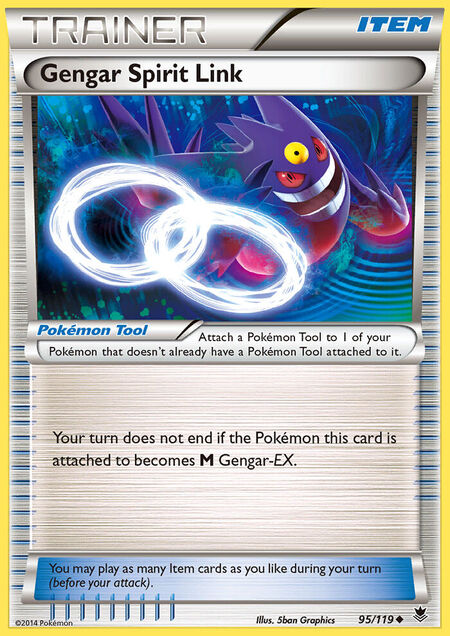 TRAINER
ITEM
Gengar Spirit Link
Pokémon Tool
Attach a Pokémon Tool to 1 of your
Pokémon that doesn't already have a Pokémon Tool attached to it.
Your turn does not end if the Pokémon this card is
attached to becomes M Gengar-EX.
You may play as many Item cards as you like during your turn
(before your attack).
©2014 Pokémon
Illus. 5ban Graphics
95/119